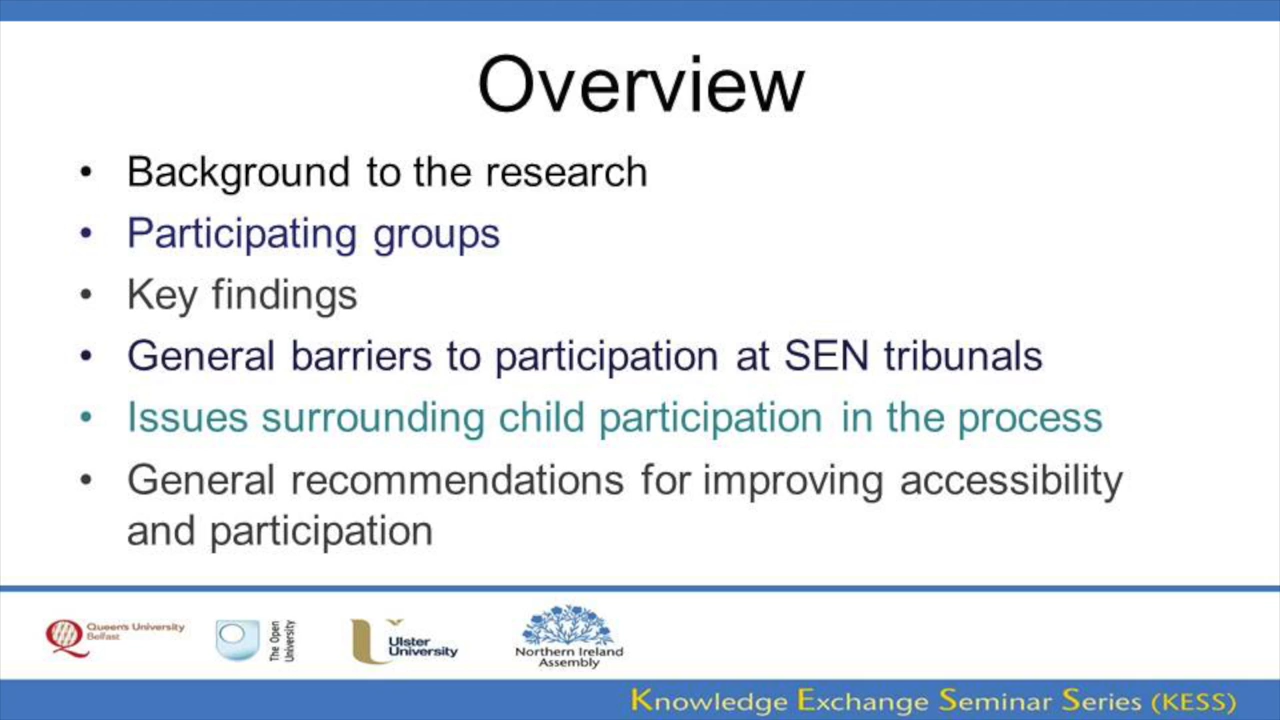 Overview
• Background to the research
• Participating groups
• Key findings
• General barriers to participation at SEN tribunals
• Issues surrounding child participation in the process
• General recommendations for improving accessibility
and participation
Queen's University
Belfast
The Open
University
Ulster
University
Northern Ireland
Assembly
Knowledge Exchange Seminar Series (KESS)